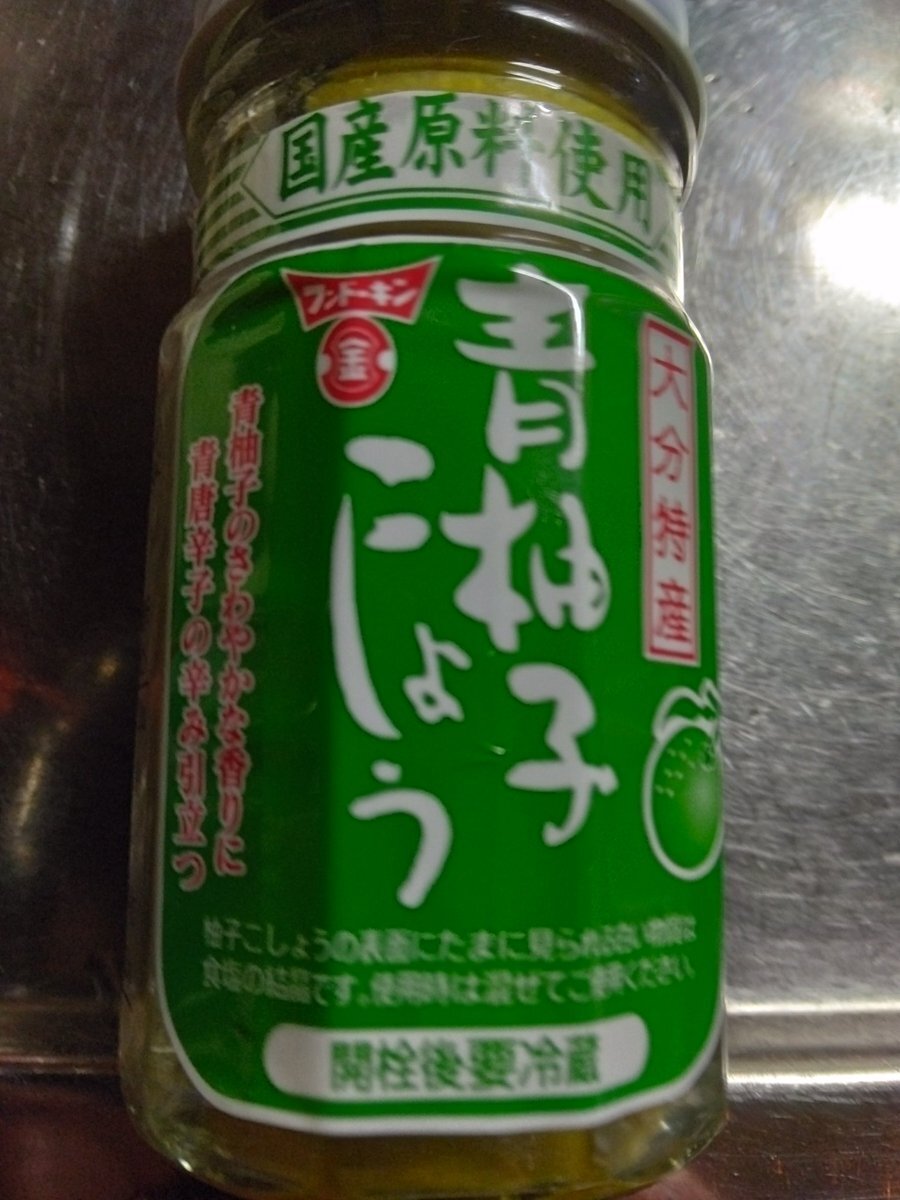 国産原料使用
フンドーキン
大分特産
青柚子
こしょう
青柚子のさわやかな香りに
青唐辛子の辛み引立つ
柚子こしょうの表面にたまに見られる白い物質は
食塩の結晶です。使用時は混ぜてご使用ください。
開栓後要冷蔵